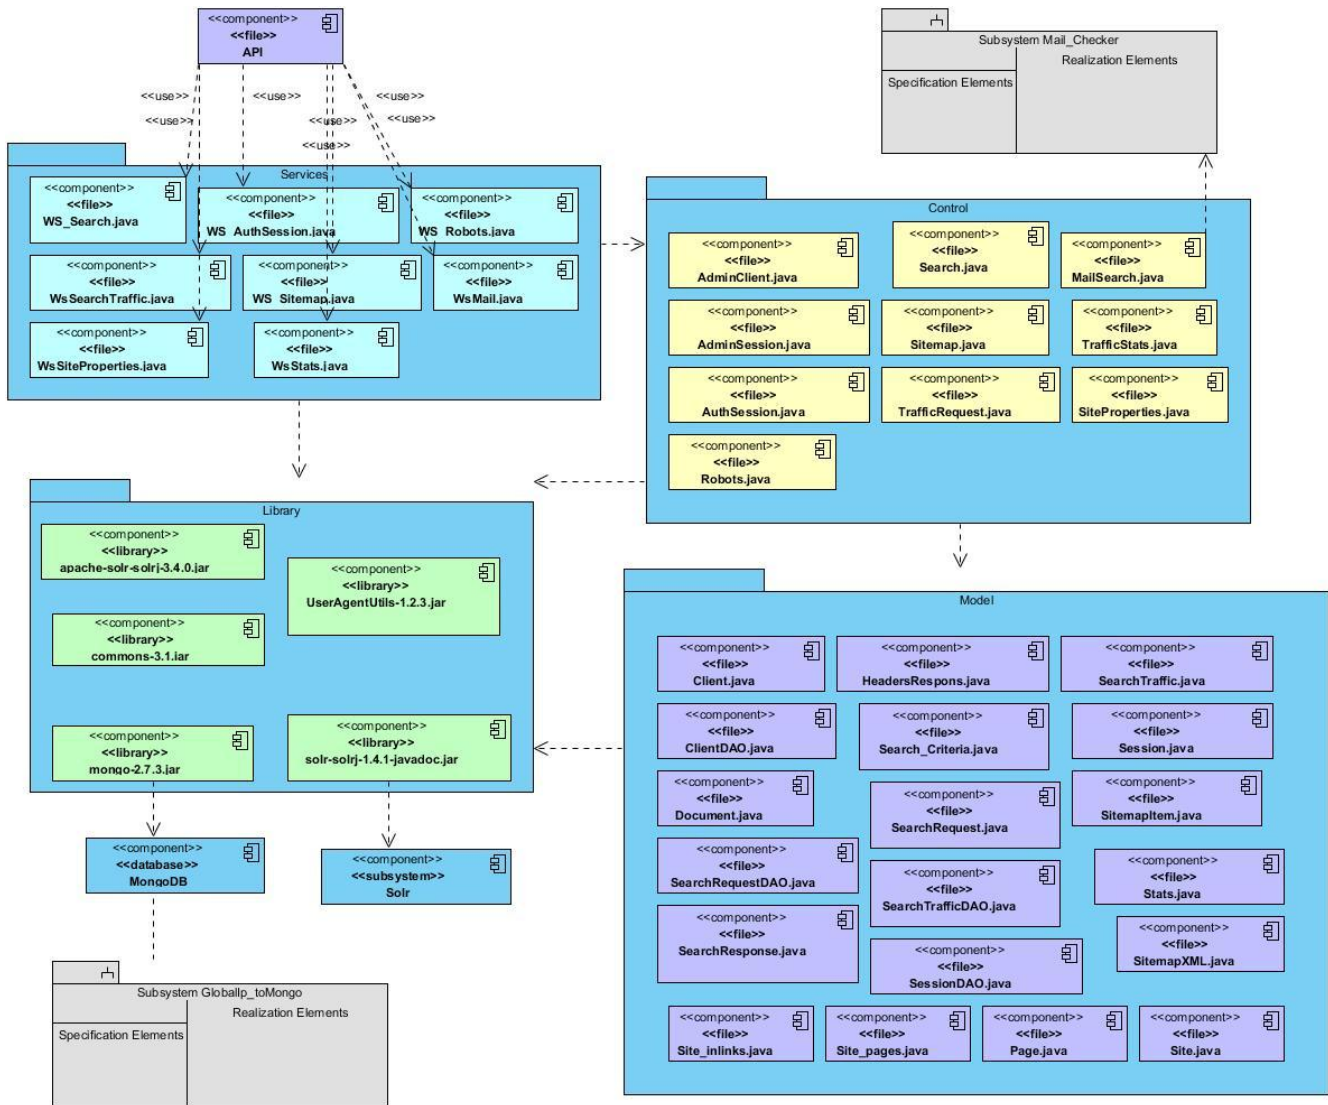 <<component>>
<<file>>
API
<<use>>
<<use>>
<<use>>
<<use>>
<<use>>
<<use>>
<<use>>
Subsystem Mail_Checker
Specification Elements
Realization Elements
Services
<<component>>
<<file>>
WS_Search.java
<<component>>
<<file>>
WS_AuthSession.java
<<component>>
<<file>>
WS_Robots.java
<<component>>
<<file>>
WsSearchTraffic.java
<<component>>
<<file>>
WS_Sitemap.java
<<component>>
<<file>>
WsMail.java
<<component>>
<<file>>
WsSiteProperties.java
<<component>>
<<file>>
WsStats.java
Control
<<component>>
<<file>>
AdminClient.java
<<component>>
<<file>>
Search.java
<<component>>
<<file>>
MailSearch.java
<<component>>
<<file>>
AdminSession.java
<<component>>
<<file>>
Sitemap.java
<<component>>
<<file>>
TrafficStats.java
<<component>>
<<file>>
AuthSession.java
<<component>>
<<file>>
TrafficRequest.java
<<component>>
<<file>>
SiteProperties.java
<<component>>
<<file>>
Robots.java
Library
<<component>>
<<library>>
apache-solr-solrj-3.4.0.jar
<<component>>
<<library>>
UserAgentUtils-1.2.3.jar
<<component>>
<<library>>
commons-3.1.jar
<<component>>
<<library>>
mongo-2.7.3.jar
<<component>>
<<library>>
solr-solrj-1.4.1-javadoc.jar
<<component>>
<<database>>
MongoDB
<<component>>
<<subsystem>>
Solr
Subsystem GlobalIp_toMongo
Specification Elements
Realization Elements
Model
<<component>>
<<file>>
Client.java
<<component>>
<<file>>
HeadersRespons.java
<<component>>
<<file>>
SearchTraffic.java
<<component>>
<<file>>
ClientDAO.java
<<component>>
<<file>>
Search_Criteria.java
<<component>>
<<file>>
Session.java
<<component>>
<<file>>
Document.java
<<component>>
<<file>>
SearchRequest.java
<<component>>
<<file>>
SitemapItem.java
<<component>>
<<file>>
SearchRequestDAO.java
<<component>>
<<file>>
SearchTrafficDAO.java
<<component>>
<<file>>
Stats.java
<<component>>
<<file>>
SearchResponse.java
<<component>>
<<file>>
SessionDAO.java
<<component>>
<<file>>
SitemapXML.java
<<component>>
<<file>>
Site_inlinks.java
<<component>>
<<file>>
Site_pages.java
<<component>>
<<file>>
Page.java
<<component>>
<<file>>
Site.java